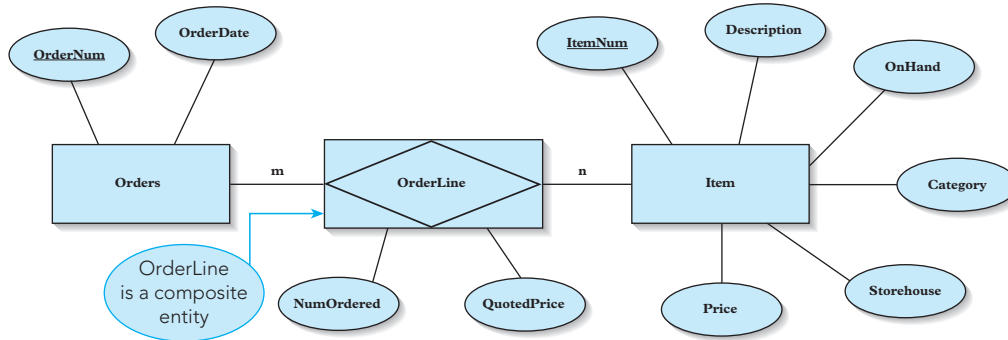 OrderNum
OrderDate
ItemNum
Description
OnHand
Orders
m
OrderLine
n
Item
Category
OrderLine
is a composite
entity
NumOrdered
QuotedPrice
Price
Storehouse